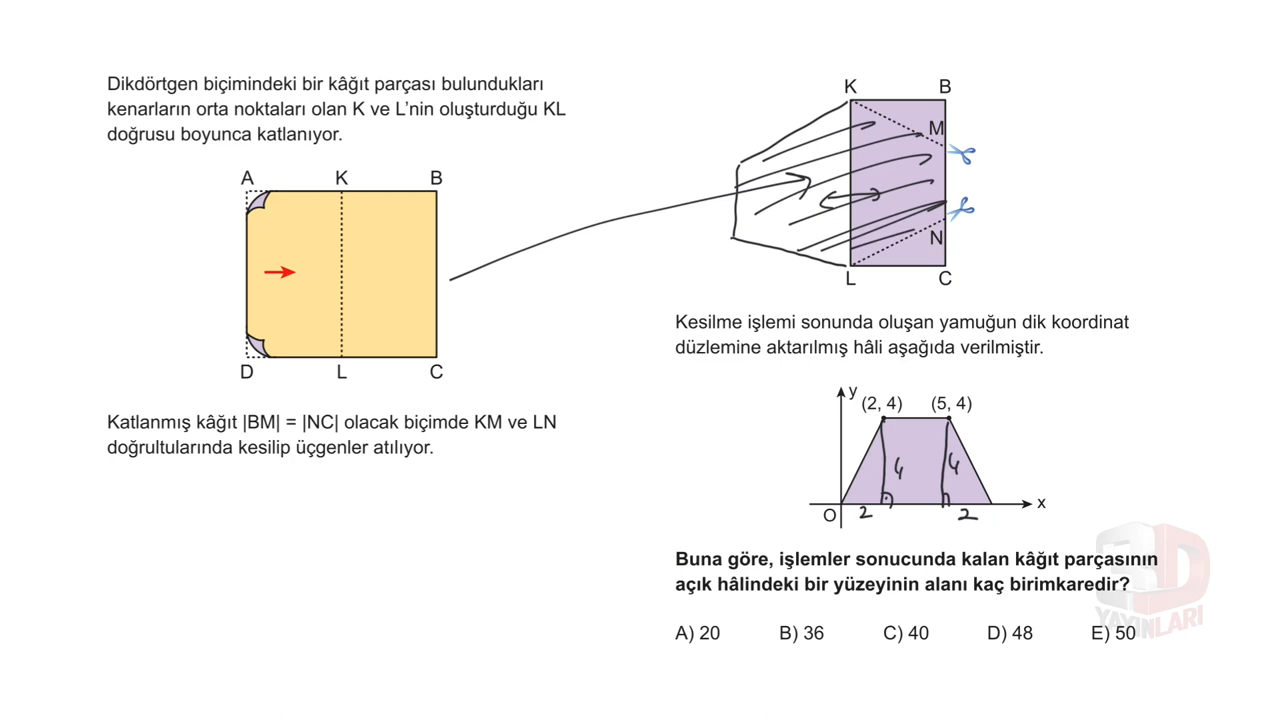 Dikdörtgen biçimindeki bir kâğıt parçası bulundukları
kenarların orta noktaları olan K ve L'nin oluşturduğu KL
doğrusu boyunca katlanıyor.
A K B
D L C
Katlanmış kâğıt |BM| = |NC| olacak biçimde KM ve LN
doğrultularında kesilip üçgenler atılıyor.
K B
M
N
L C
Kesilme işlemi sonunda oluşan yamuğun dik koordinat
düzlemine aktarılmış hâli aşağıda verilmiştir.
y
(2, 4) (5, 4)
4 4
O 2 2 x
Buna göre, işlemler sonucunda kalan kâğıt parçasının
açık hâlindeki bir yüzeyinin alanı kaç birimkaredir?
A) 20 B) 36 C) 40 D) 48 E) 50
3D
YAYINLARI